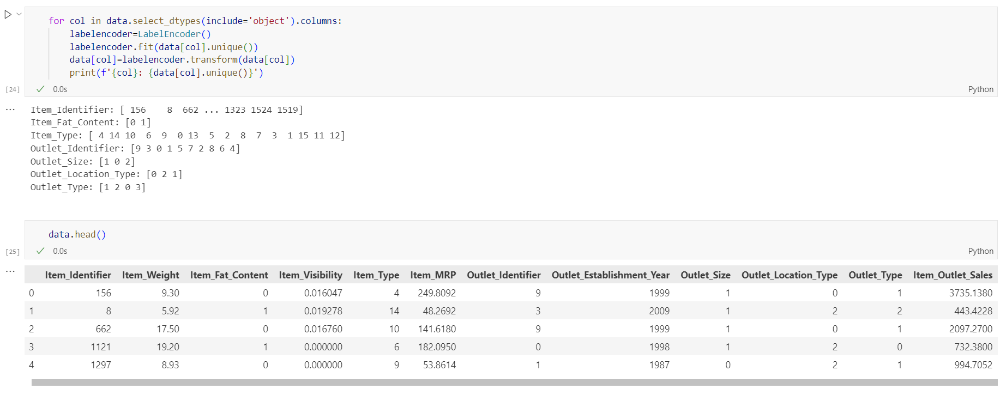 for col in data.select_dtypes(include='object').columns:
    labelencoder=LabelEncoder()
    labelencoder.fit(data[col].unique())
    data[col]=labelencoder.transform(data[col])
    print(f'{col}: {data[col].unique()}')
[24] ✓ 0.0s Python
... Item_Identifier: [ 156    8  662 ... 1323 1524 1519]
Item_Fat_Content: [0 1]
Item_Type: [ 4 14 10  6  9  0 13  5  2  8  7  3  1 15 11 12]
Outlet_Identifier: [9 3 0 1 5 7 2 8 6 4]
Outlet_Size: [1 0 2]
Outlet_Location_Type: [0 2 1]
Outlet_Type: [1 2 0 3]
data.head()
[25] ✓ 0.0s Python
...
Item_Identifier Item_Weight Item_Fat_Content Item_Visibility Item_Type Item_MRP Outlet_Identifier Outlet_Establishment_Year Outlet_Size Outlet_Location_Type Outlet_Type Item_Outlet_Sales
0 156 9.30 0 0.016047 4 249.8092 9 1999 1 0 1 3735.1380
1 8 5.92 1 0.019278 14 48.2692 3 2009 1 2 2 443.4228
2 662 17.50 0 0.016760 10 141.6180 9 1999 1 0 1 2097.2700
3 1121 19.20 1 0.000000 6 182.0950 0 1998 1 2 0 732.3800
4 1297 8.93 0 0.000000 9 53.8614 1 1987 0 2 1 994.7052